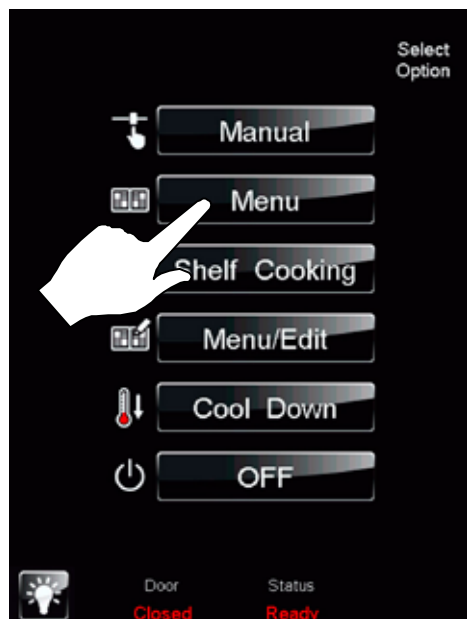 Select
Option
Manual
Menu
Shelf Cooking
Menu/Edit
Cool Down
OFF
Door
Status
Closed
Ready